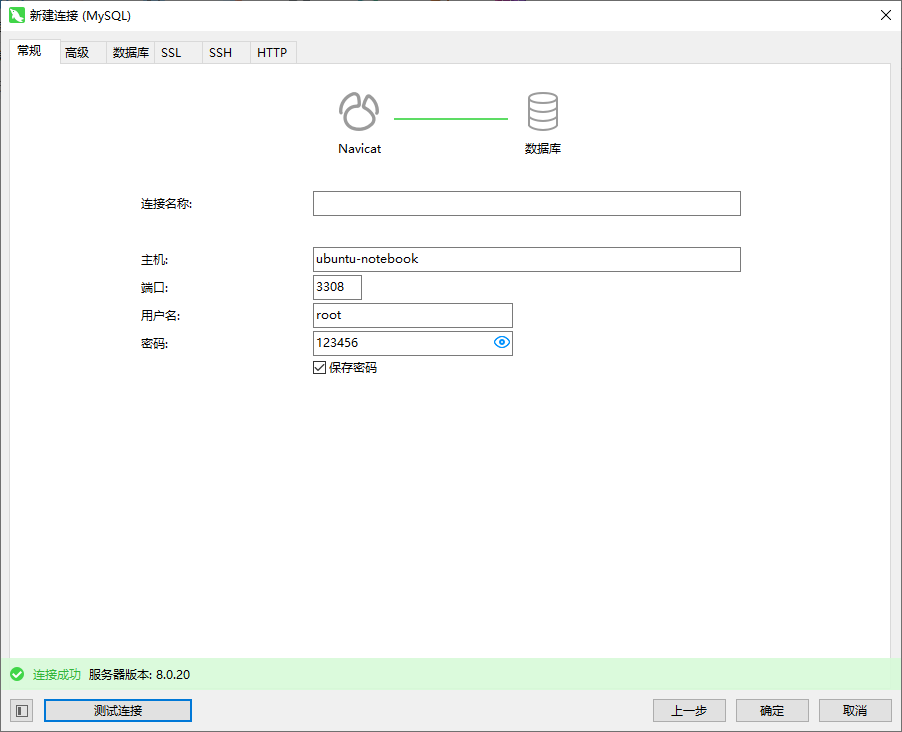 新建连接 (MySQL)
常规 高级 数据库 SSL SSH HTTP
Navicat 数据库
连接名称:
主机: ubuntu-notebook
端口: 3308
用户名: root
密码: 123456
保存密码
连接成功 服务器版本: 8.0.20
测试连接 上一步 确定 取消